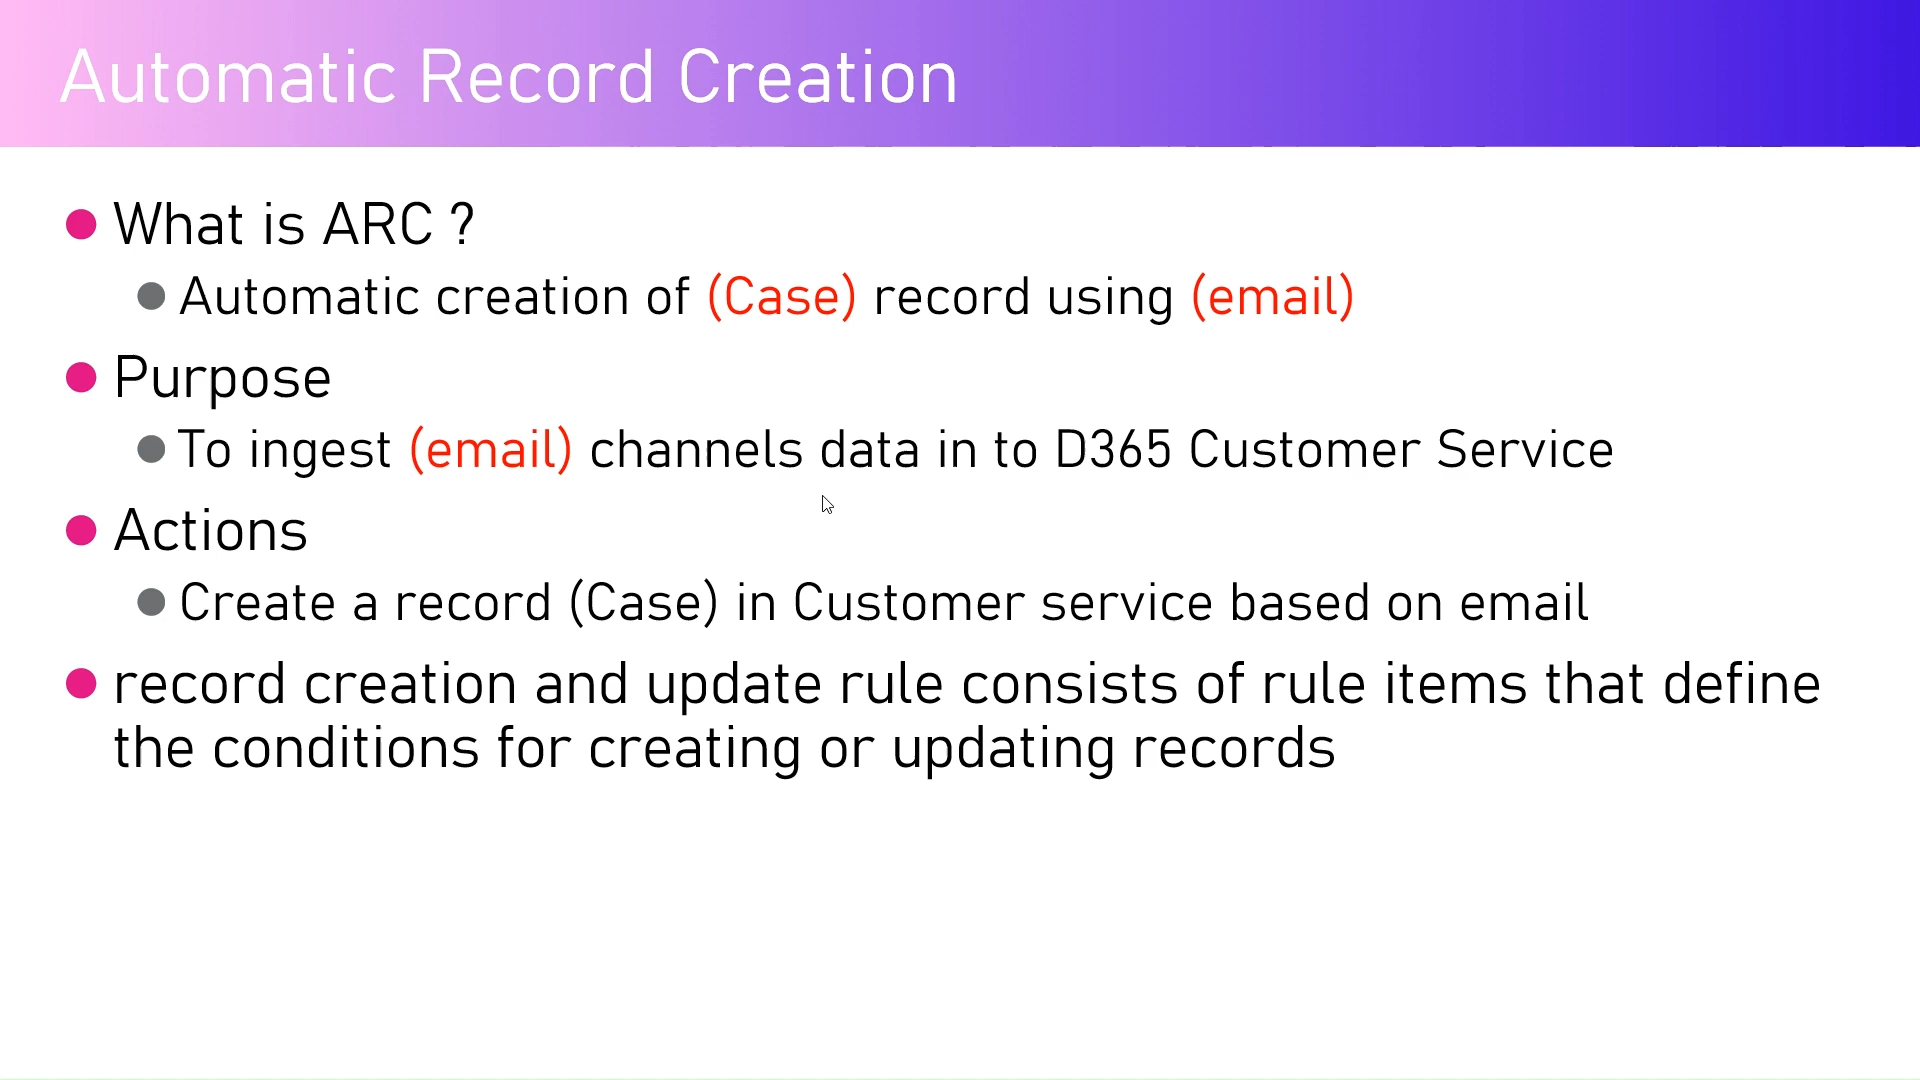 Automatic Record Creation
What is ARC ?
Automatic creation of (Case) record using (email)
Purpose
To ingest (email) channels data in to D365 Customer Service
Actions
Create a record (Case) in Customer service based on email
record creation and update rule consists of rule items that define
the conditions for creating or updating records